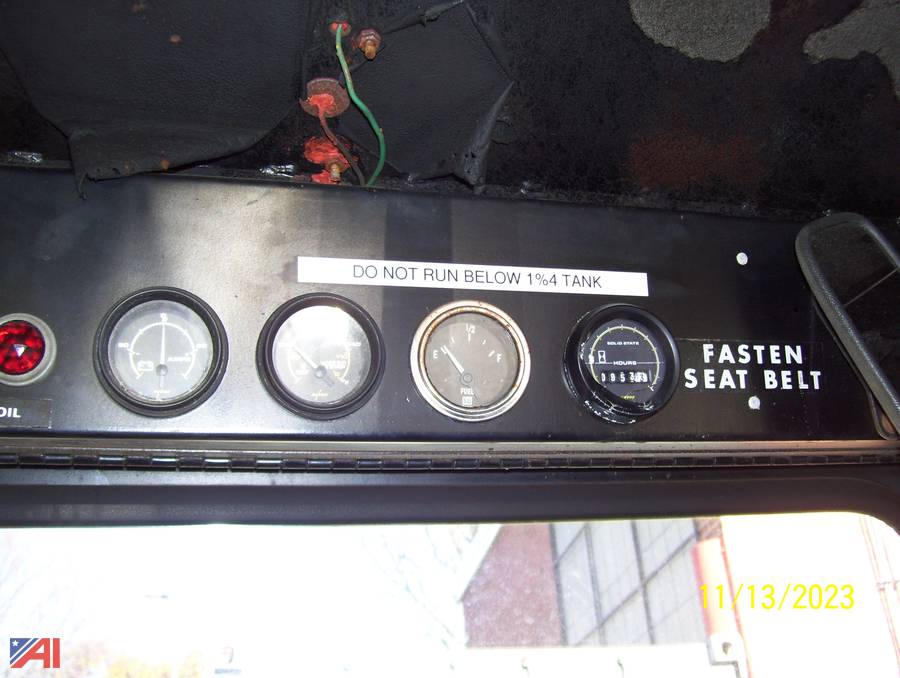 DO NOT RUN BELOW 1%4 TANK
E 1/2 F
FUEL
SOLID STATE
HOURS
FASTEN
SEAT BELT
OIL
11/13/2023
AI